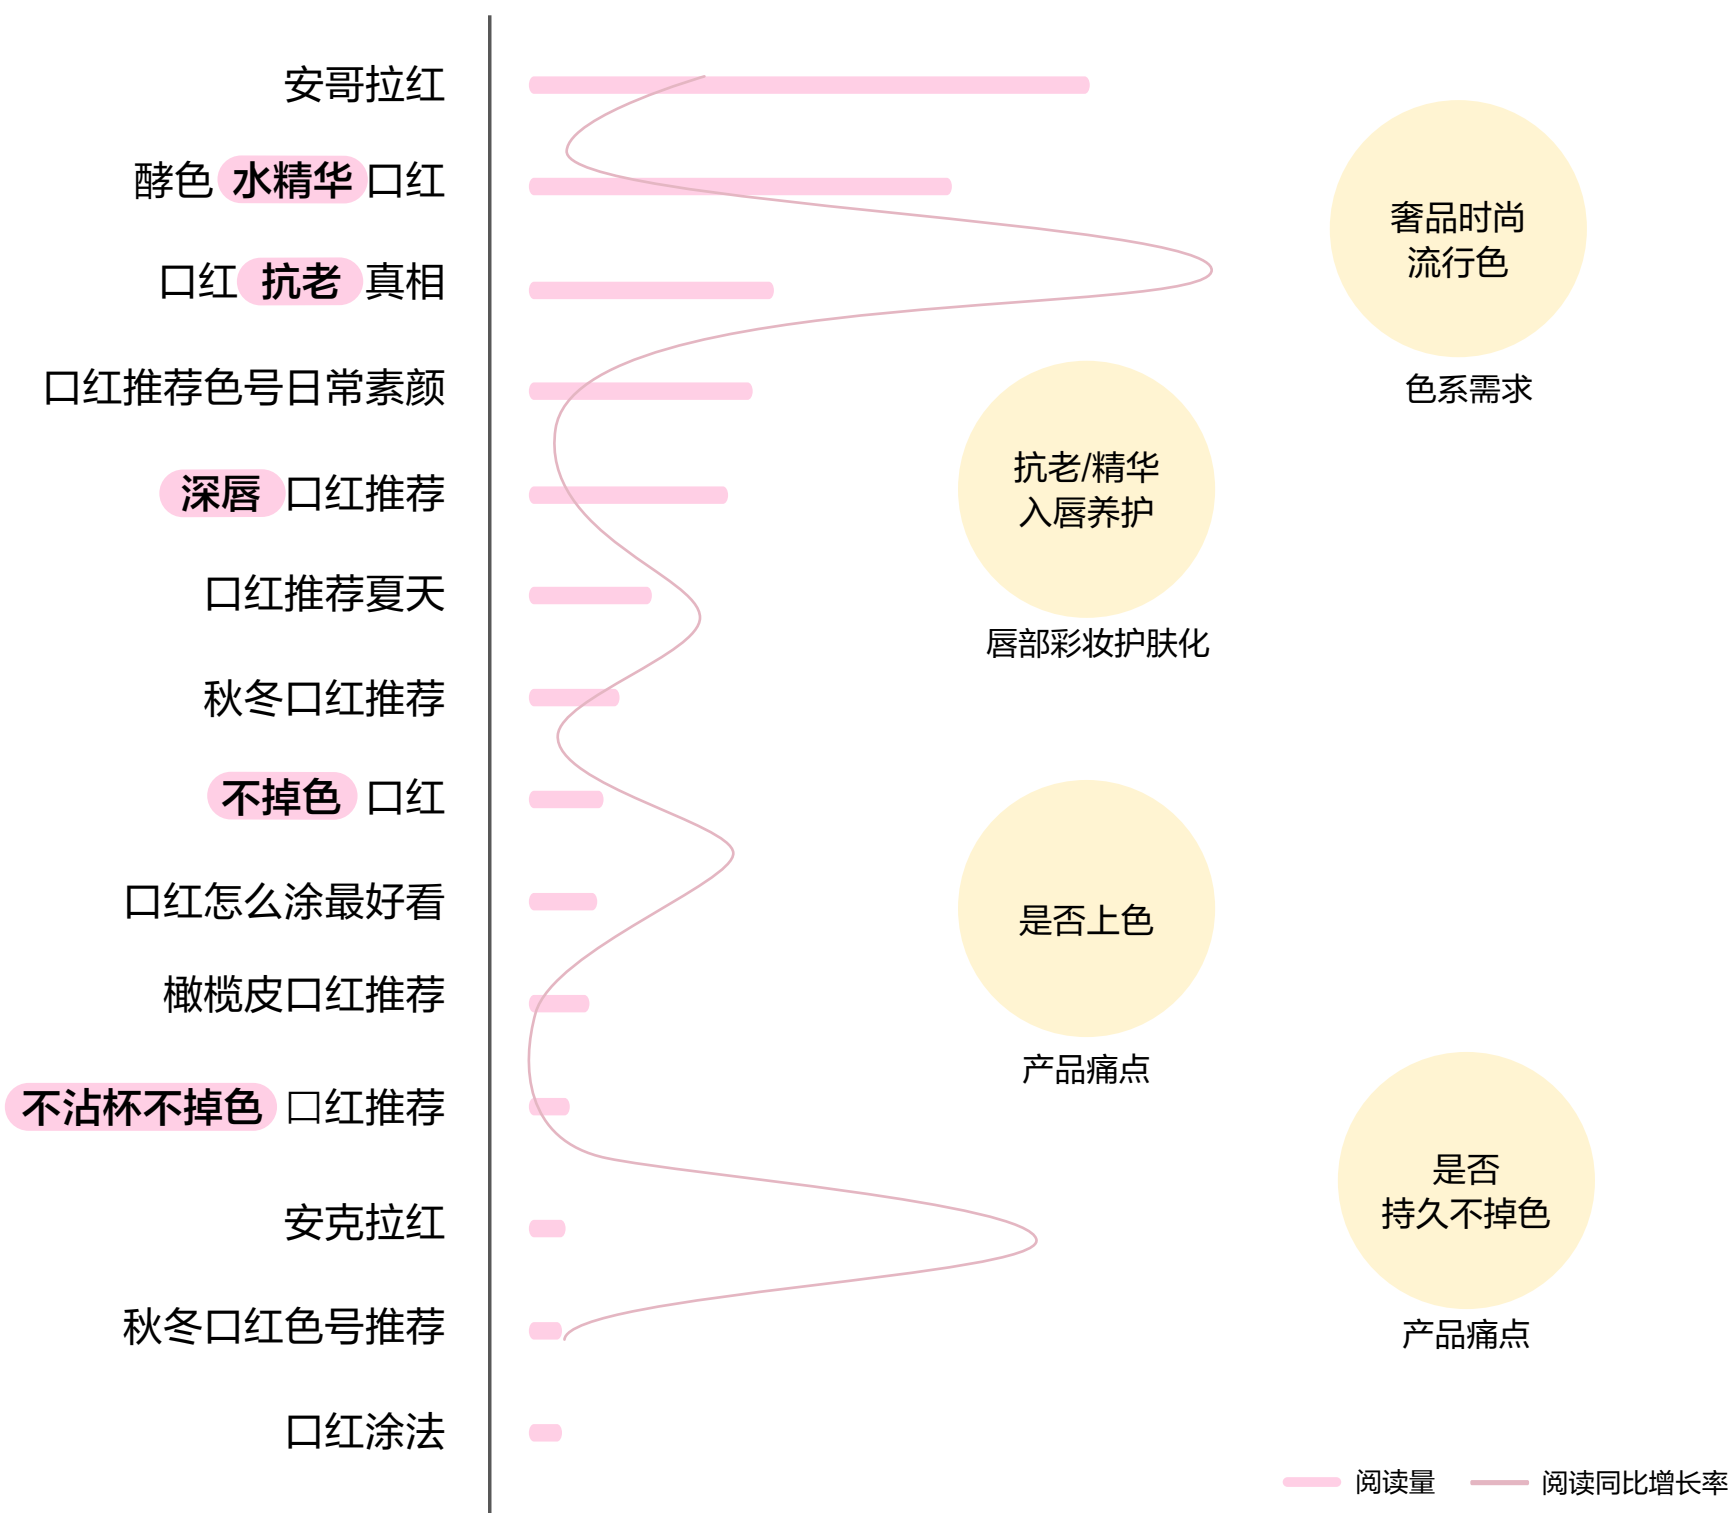 安哥拉红
酵色 水精华 口红
口红 抗老 真相
口红推荐色号日常素颜
深唇 口红推荐
口红推荐夏天
秋冬口红推荐
不掉色 口红
口红怎么涂最好看
橄榄皮口红推荐
不沾杯不掉色 口红推荐
安克拉红
秋冬口红色号推荐
口红涂法
奢品时尚
流行色
色系需求
抗老/精华
入唇养护
唇部彩妆护肤化
是否上色
产品痛点
是否
持久不掉色
产品痛点
阅读量
阅读同比增长率